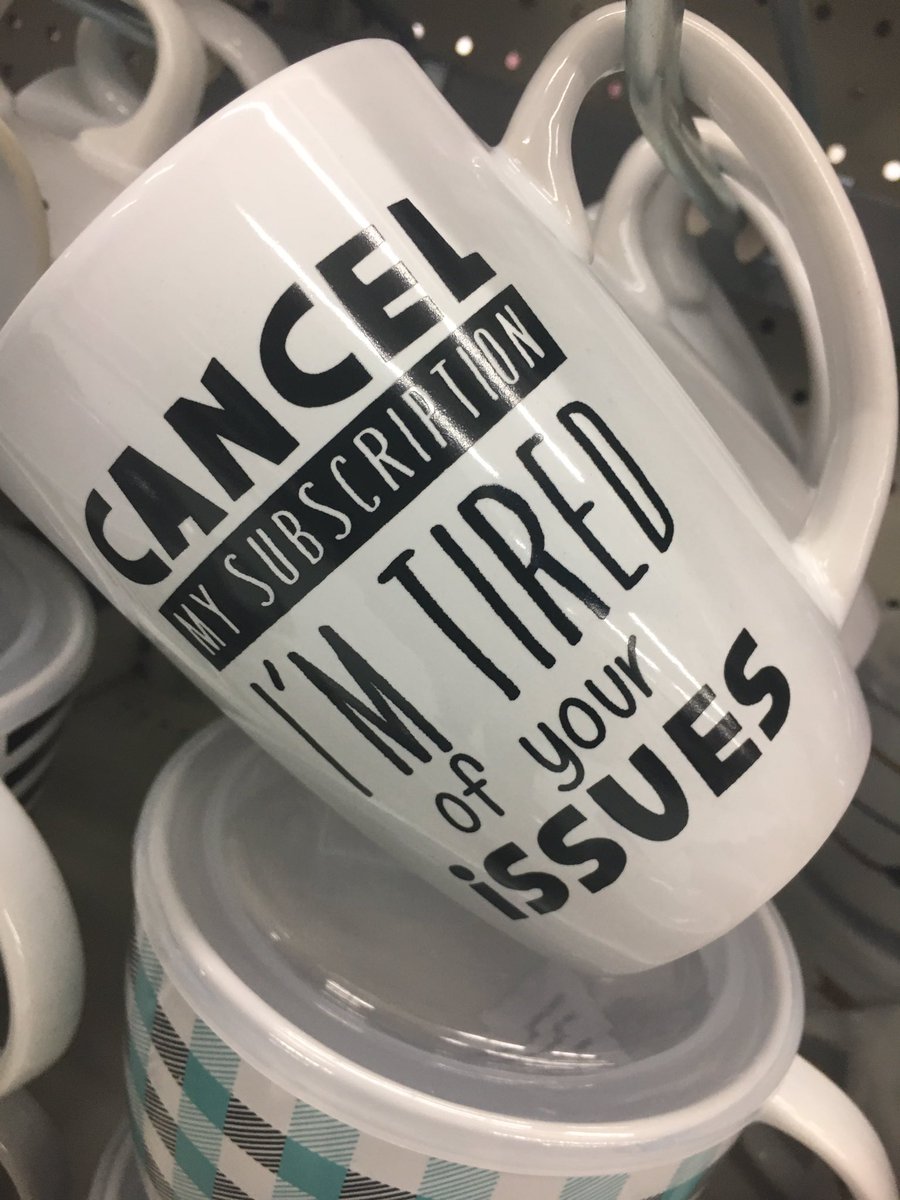 CANCEL
MY SUBSCRIPTION
I'M TIRED
of your
iSSUES